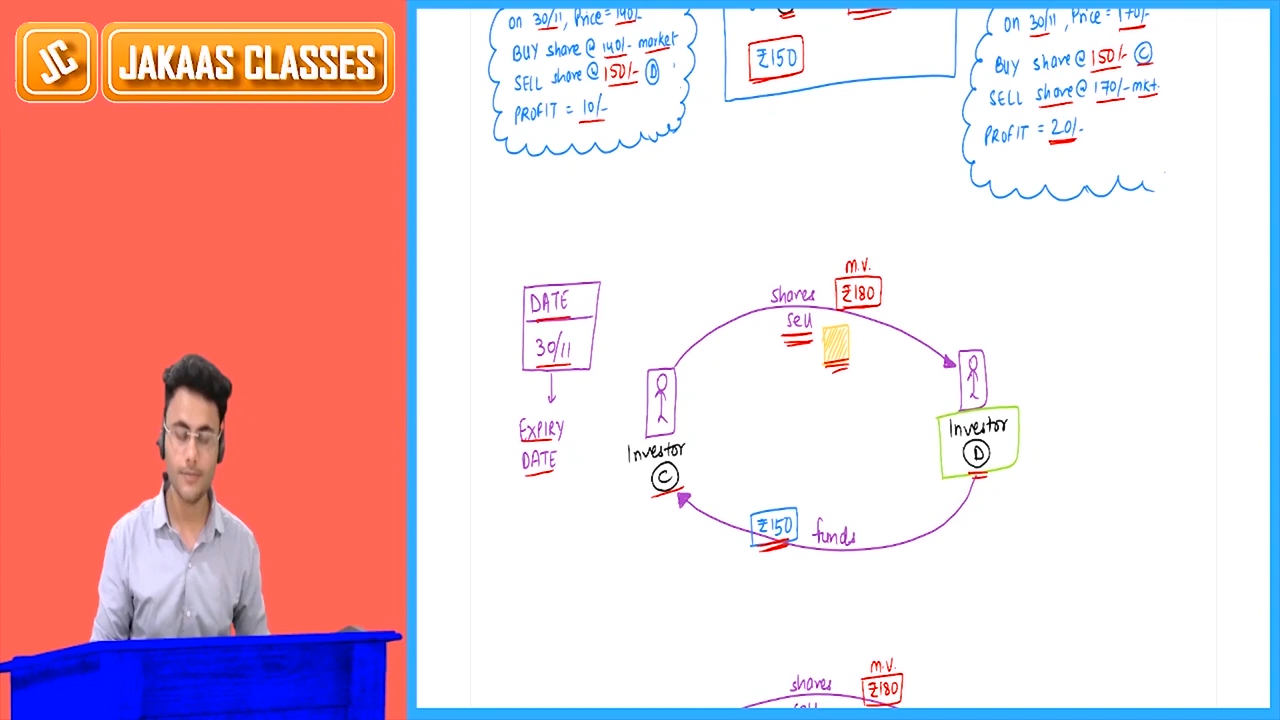 JC
JAKAAS CLASSES
on 30/11, Price = 140/-
BUY share @ 140/- market
SELL share @ 150/- D
PROFIT = 10/-
₹150
on 30/11, Price = 170/-
BUY share @ 150/- C
SELL share @ 170/- mkt.
PROFIT = 20/-
DATE
30/11
EXPIRY
DATE
m.v.
₹180
shares
sell
Investor
C
Investor
D
₹150
funds
m.v.
₹180
shares